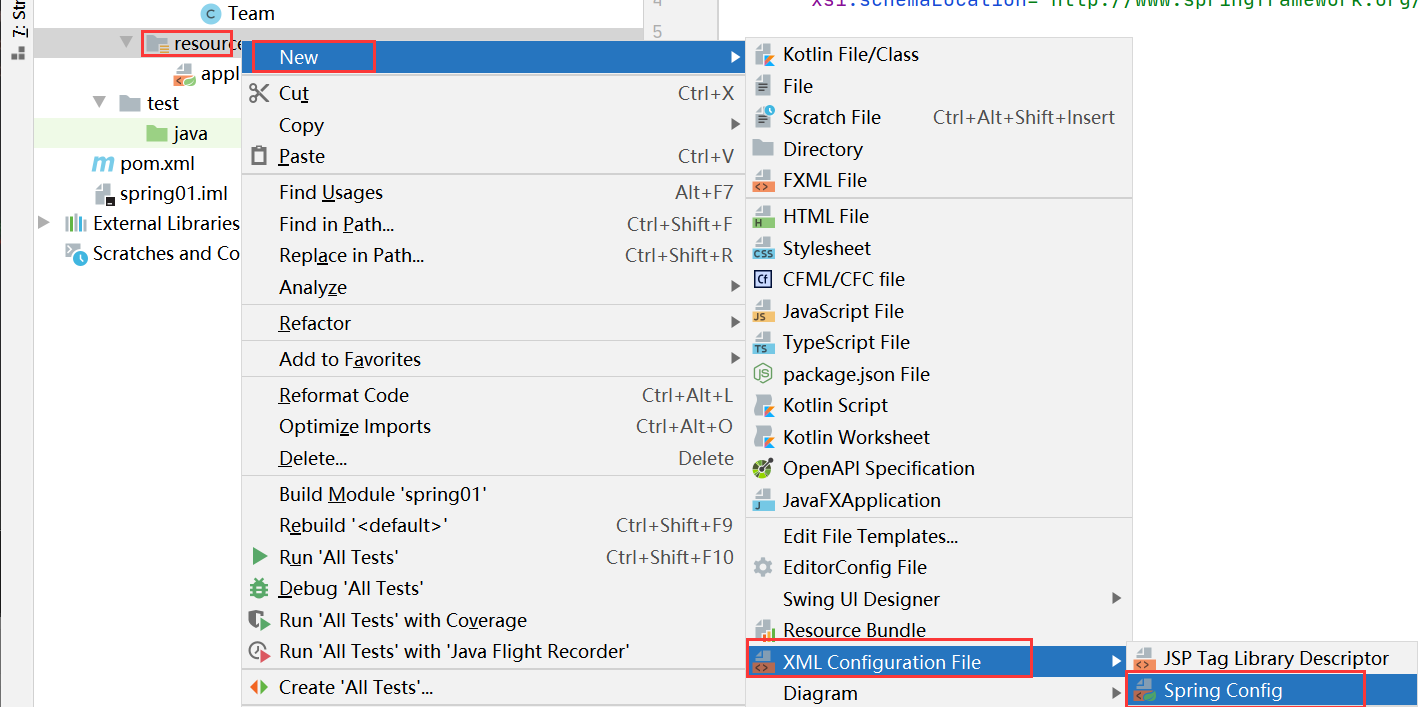 Team
4
xsi:schemaLocation="http://www.springframework.org/
5
7: Str
resource
appl
test
java
pom.xml
spring01.iml
External Libraries
Scratches and Co
New
Cut Ctrl+X
Copy
Paste Ctrl+V
Find Usages Alt+F7
Find in Path... Ctrl+Shift+F
Replace in Path... Ctrl+Shift+R
Analyze
Refactor
Add to Favorites
Reformat Code Ctrl+Alt+L
Optimize Imports Ctrl+Alt+O
Delete... Delete
Build Module 'spring01'
Rebuild '<default>' Ctrl+Shift+F9
Run 'All Tests' Ctrl+Shift+F10
Debug 'All Tests'
Run 'All Tests' with Coverage
Run 'All Tests' with 'Java Flight Recorder'
Create 'All Tests'...
Kotlin File/Class
File
Scratch File Ctrl+Alt+Shift+Insert
Directory
FXML File
HTML File
Stylesheet
CFML/CFC file
JavaScript File
TypeScript File
package.json File
Kotlin Script
Kotlin Worksheet
OpenAPI Specification
JavaFXApplication
Edit File Templates...
EditorConfig File
Swing UI Designer
Resource Bundle
XML Configuration File
Diagram
JSP Tag Library Descriptor
Spring Config